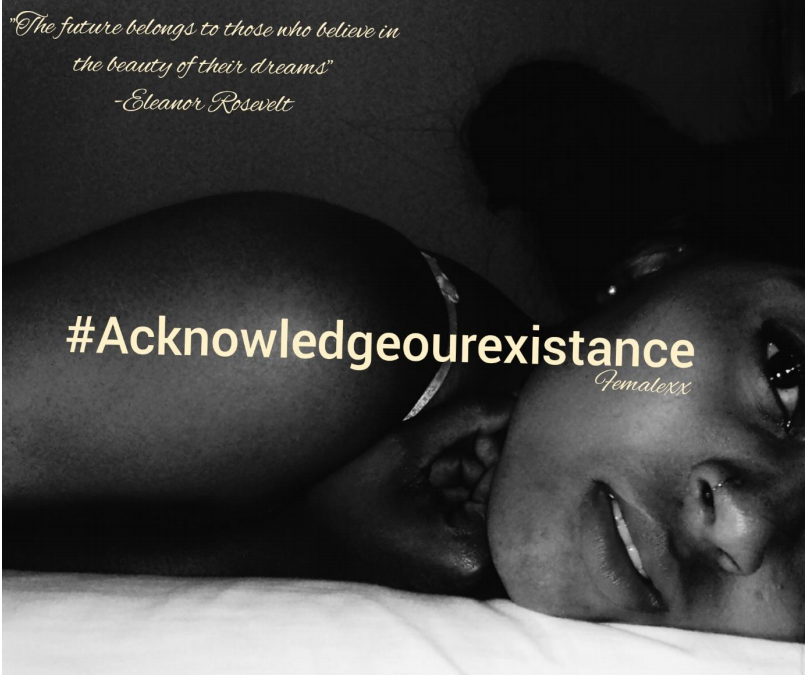 "The future belongs to those who believe in
the beauty of their dreams"
-Eleanor Rosevelt
#Acknowledgeourexistance
Femalexx